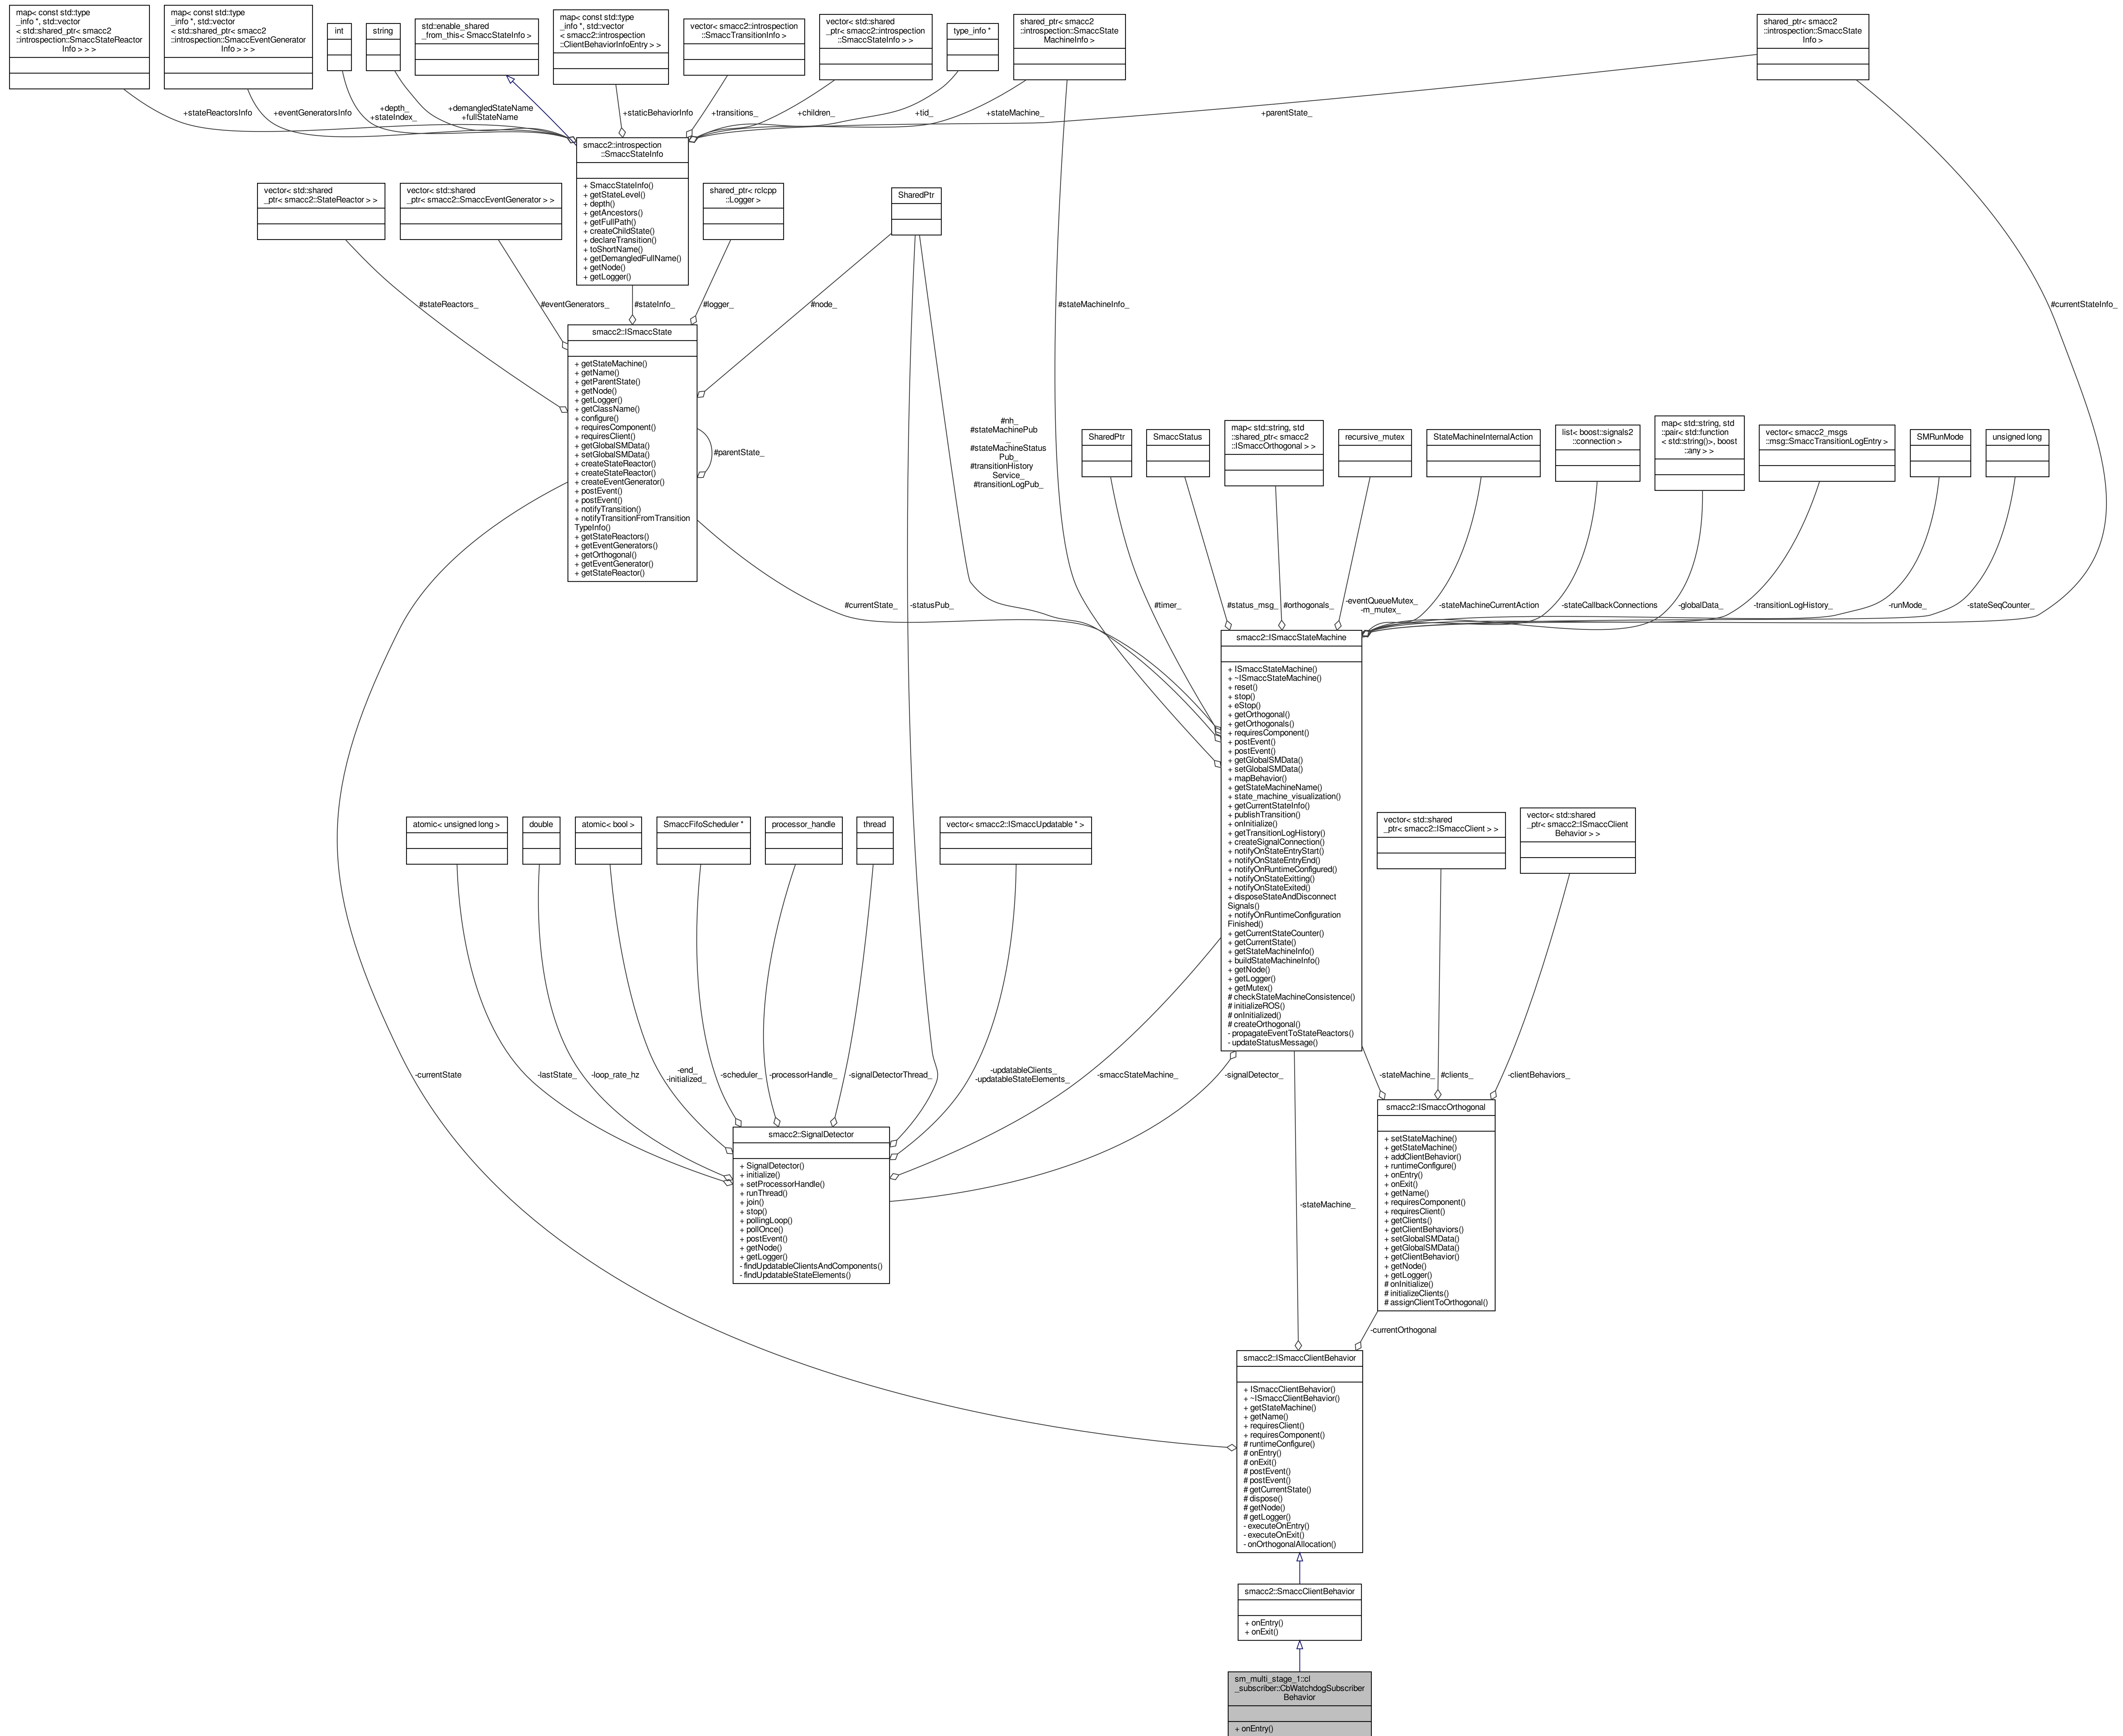 map< const std::type
_info *, std::vector
< std::shared_ptr< smacc2
::introspection::SmaccStateReactor
Info > > >
map< const std::type
_info *, std::vector
< std::shared_ptr< smacc2
::introspection::SmaccEventGenerator
Info > > >
int
string
std::enable_shared
_from_this< SmaccStateInfo >
map< const std::type
_info *, std::vector
< smacc2::introspection
::ClientBehaviorInfoEntry > >
vector< smacc2::introspection
::SmaccTransitionInfo >
vector< std::shared
_ptr< smacc2::introspection
::SmaccStateInfo > >
type_info *
shared_ptr< smacc2
::introspection::SmaccState
MachineInfo >
shared_ptr< smacc2
::introspection::SmaccState
Info >
+stateReactorsInfo
+eventGeneratorsInfo
+depth_
+stateIndex_
+demangledStateName
+fullStateName
+staticBehaviorInfo
+transitions_
+children_
+tid_
+stateMachine_
+parentState_
smacc2::introspection
::SmaccStateInfo
+ SmaccStateInfo()
+ getStateLevel()
+ depth()
+ getAncestors()
+ getFullPath()
+ createChildState()
+ declareTransition()
+ toShortName()
+ getDemangledFullName()
+ getNode()
+ getLogger()
vector< std::shared
_ptr< smacc2::StateReactor > >
vector< std::shared
_ptr< smacc2::SmaccEventGenerator > >
shared_ptr< rclcpp
::Logger >
SharedPtr
#stateReactors_
#eventGenerators_
#stateInfo_
#logger_
#node_
#stateMachineInfo_
#currentStateInfo_
smacc2::ISmaccState
+ getStateMachine()
+ getName()
+ getParentState()
+ getNode()
+ getLogger()
+ getClassName()
+ configure()
+ requiresComponent()
+ requiresClient()
+ getGlobalSMData()
+ setGlobalSMData()
+ createStateReactor()
+ createStateReactor()
+ createEventGenerator()
+ postEvent()
+ postEvent()
+ notifyTransition()
+ notifyTransitionFromTransition
TypeInfo()
+ getStateReactors()
+ getEventGenerators()
+ getOrthogonal()
+ getEventGenerator()
+ getStateReactor()
#parentState_
#nh_
#stateMachinePub
_
#stateMachineStatus
Pub_
#transitionHistory
Service_
#transitionLogPub_
SharedPtr
SmaccStatus
map< std::string, std
::shared_ptr< smacc2
::ISmaccOrthogonal > >
recursive_mutex
StateMachineInternalAction
list< boost::signals2
::connection >
map< std::string, std
::pair< std::function
< std::string()>, boost
::any > >
vector< smacc2_msgs
::msg::SmaccTransitionLogEntry >
SMRunMode
unsigned long
#currentState_
-statusPub_
#timer_
#status_msg_
#orthogonals_
-eventQueueMutex_
-m_mutex_
-stateMachineCurrentAction
-stateCallbackConnections
-globalData_
-transitionLogHistory_
-runMode_
-stateSeqCounter_
smacc2::ISmaccStateMachine
+ ISmaccStateMachine()
+ ~ISmaccStateMachine()
+ reset()
+ stop()
+ eStop()
+ getOrthogonal()
+ getOrthogonals()
+ requiresComponent()
+ postEvent()
+ postEvent()
+ getGlobalSMData()
+ setGlobalSMData()
+ mapBehavior()
+ getStateMachineName()
+ state_machine_visualization()
+ getCurrentStateInfo()
+ publishTransition()
+ onInitialize()
+ getTransitionLogHistory()
+ createSignalConnection()
+ notifyOnStateEntryStart()
+ notifyOnStateEntryEnd()
+ notifyOnRuntimeConfigured()
+ notifyOnStateExitting()
+ notifyOnStateExited()
+ disposeStateAndDisconnect
Signals()
+ notifyOnRuntimeConfiguration
Finished()
+ getCurrentStateCounter()
+ getCurrentState()
+ getStateMachineInfo()
+ buildStateMachineInfo()
+ getNode()
+ getLogger()
+ getMutex()
# checkStateMachineConsistence()
# initializeROS()
# onInitialized()
# createOrthogonal()
- propagateEventToStateReactors()
- updateStatusMessage()
atomic< unsigned long >
double
atomic< bool >
SmaccFifoScheduler *
processor_handle
thread
vector< smacc2::ISmaccUpdatable * >
vector< std::shared
_ptr< smacc2::ISmaccClient > >
vector< std::shared
_ptr< smacc2::ISmaccClient
Behavior > >
-currentState
-lastState_
-loop_rate_hz
-end_
-initialized_
-scheduler_
-processorHandle_
-signalDetectorThread_
-updatableClients_
-updatableStateElements_
-smaccStateMachine_
-signalDetector_
-stateMachine_
#clients_
-clientBehaviors_
smacc2::SignalDetector
+ SignalDetector()
+ initialize()
+ setProcessorHandle()
+ runThread()
+ join()
+ stop()
+ pollingLoop()
+ pollOnce()
+ postEvent()
+ getNode()
+ getLogger()
- findUpdatableClientsAndComponents()
- findUpdatableStateElements()
smacc2::ISmaccOrthogonal
+ setStateMachine()
+ getStateMachine()
+ addClientBehavior()
+ runtimeConfigure()
+ onEntry()
+ onExit()
+ getName()
+ requiresComponent()
+ requiresClient()
+ getClients()
+ getClientBehaviors()
+ setGlobalSMData()
+ getGlobalSMData()
+ getClientBehavior()
+ getNode()
+ getLogger()
# onInitialize()
# initializeClients()
# assignClientToOrthogonal()
-stateMachine_
-currentOrthogonal
smacc2::ISmaccClientBehavior
+ ISmaccClientBehavior()
+ ~ISmaccClientBehavior()
+ getStateMachine()
+ getName()
+ requiresClient()
+ requiresComponent()
# runtimeConfigure()
# onEntry()
# onExit()
# postEvent()
# postEvent()
# getCurrentState()
# dispose()
# getNode()
# getLogger()
- executeOnEntry()
- executeOnExit()
- onOrthogonalAllocation()
smacc2::SmaccClientBehavior
+ onEntry()
+ onExit()
sm_multi_stage_1::cl
_subscriber::CbWatchdogSubscriber
Behavior
+ onEntry()